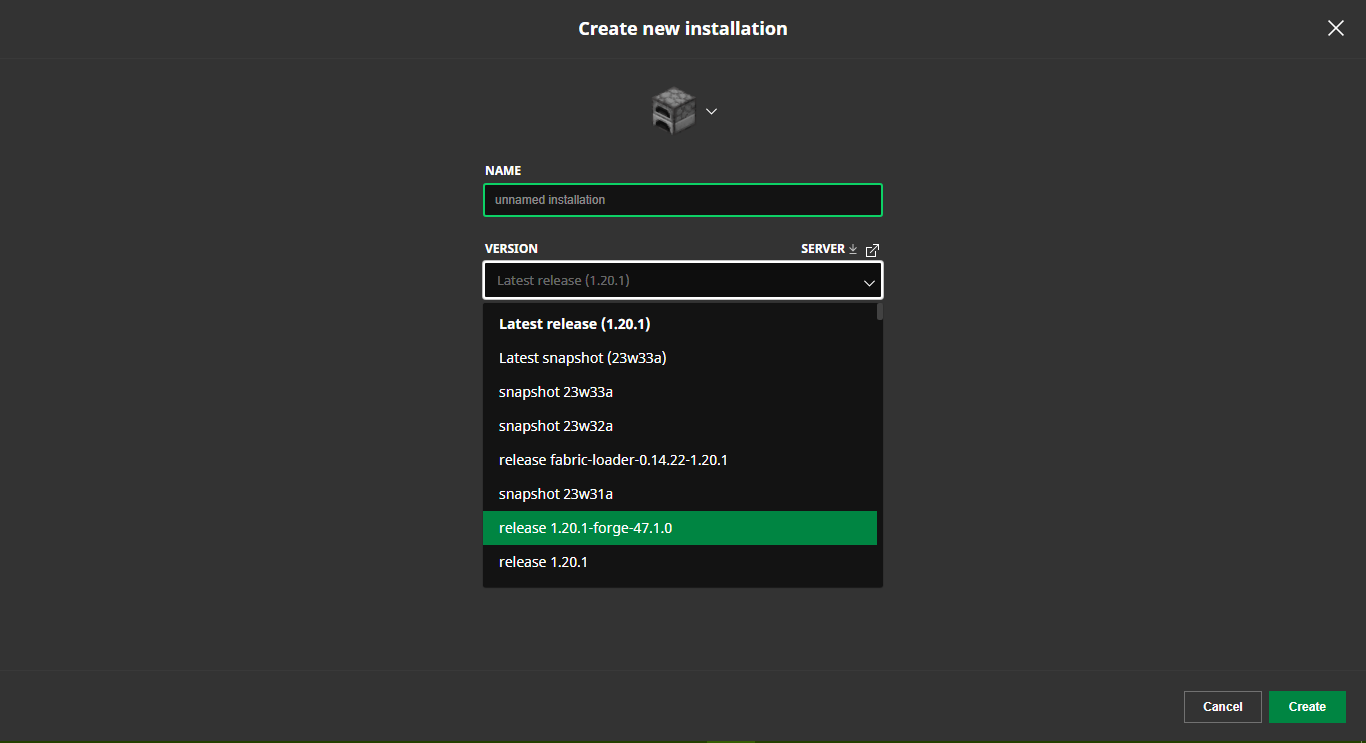 Create new installation
NAME
unnamed installation
VERSION SERVER
Latest release (1.20.1)
Latest release (1.20.1)
Latest snapshot (23w33a)
snapshot 23w33a
snapshot 23w32a
release fabric-loader-0.14.22-1.20.1
snapshot 23w31a
release 1.20.1-forge-47.1.0
release 1.20.1
Cancel Create